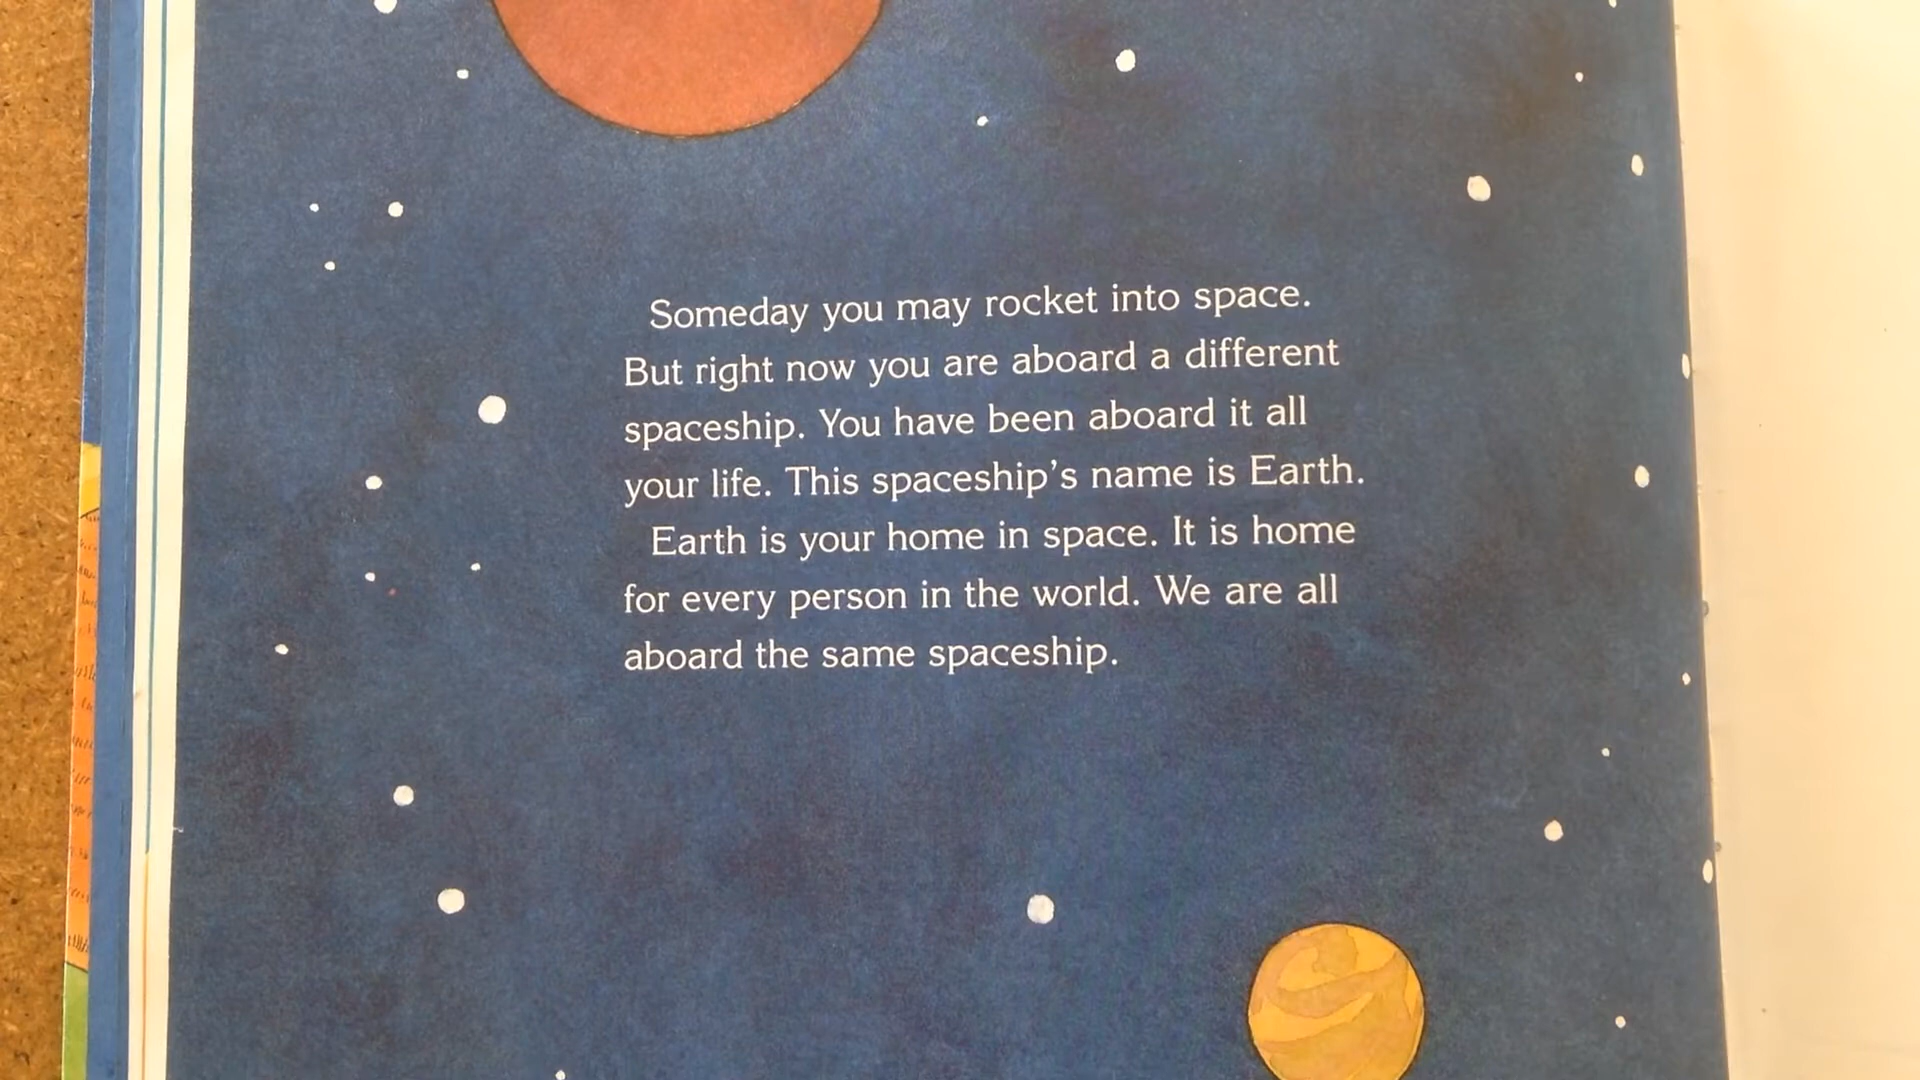 Someday you may rocket into space.
But right now you are aboard a different
spaceship. You have been aboard it all
your life. This spaceship’s name is Earth.
Earth is your home in space. It is home
for every person in the world. We are all
aboard the same spaceship.